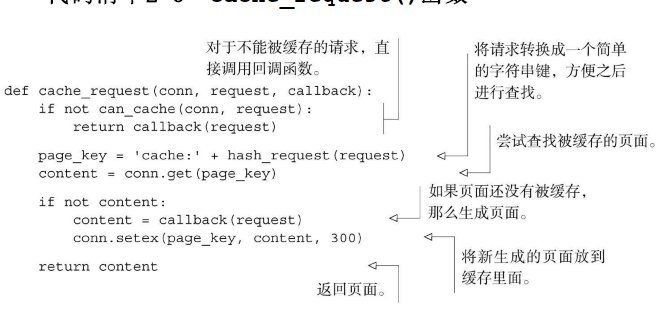 对于不能被缓存的请求，直
接调用回调函数。
将请求转换成一个简单
的字符串键，方便之后
进行查找。
def cache_request(conn, request, callback):
    if not can_cache(conn, request):
        return callback(request)
尝试查找被缓存的页面。
    page_key = 'cache:' + hash_request(request)
    content = conn.get(page_key)
如果页面还没有被缓存，
那么生成页面。
    if not content:
        content = callback(request)
        conn.setex(page_key, content, 300)
将新生成的页面放到
缓存里面。
    return content
返回页面。